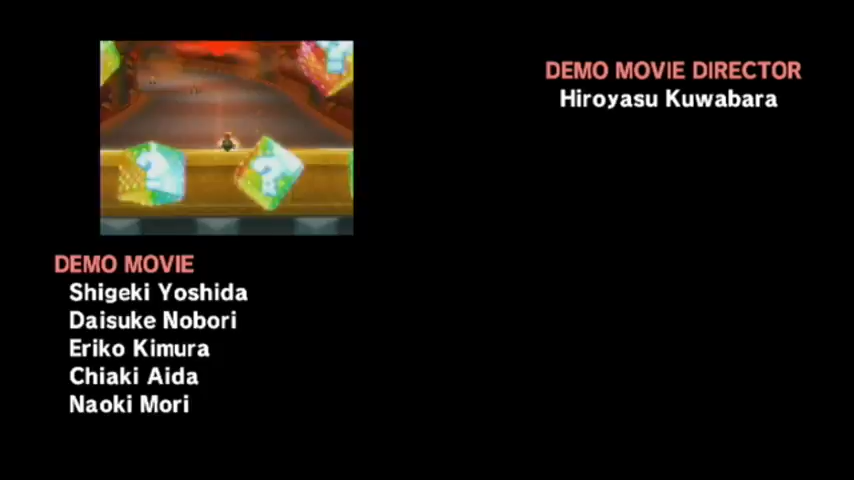 DEMO MOVIE DIRECTOR
Hiroyasu Kuwabara
? ?
DEMO MOVIE
Shigeki Yoshida
Daisuke Nobori
Eriko Kimura
Chiaki Aida
Naoki Mori